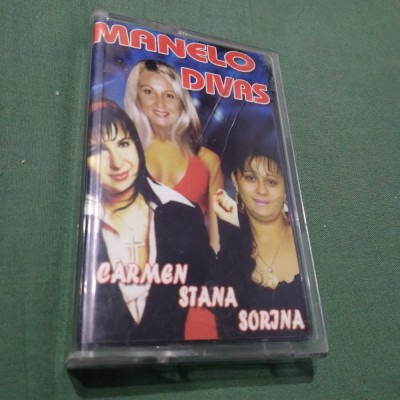 MANELO
DIVAS
CARMEN
STANA
SORINA